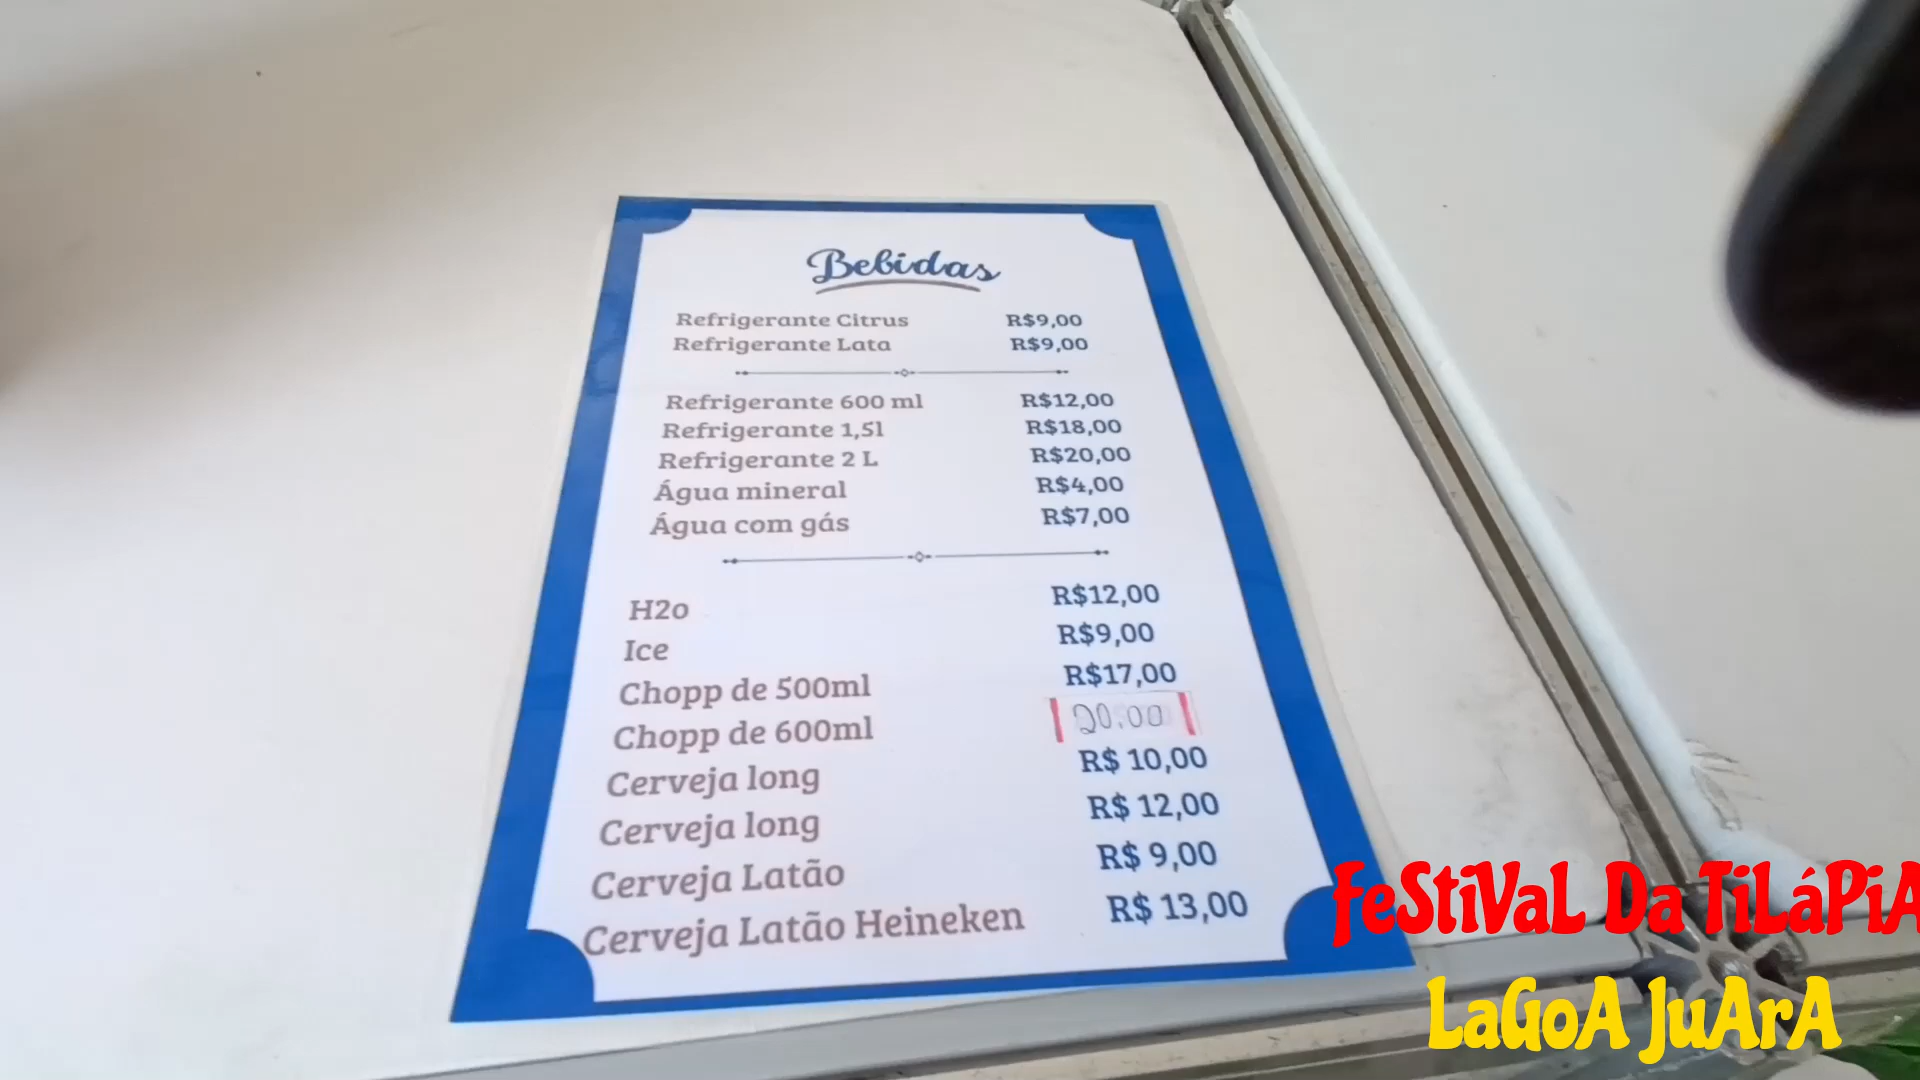 Bebidas
Refrigerante Citrus R$9,00
Refrigerante Lata R$9,00
Refrigerante 600 ml R$12,00
Refrigerante 1,5l R$18,00
Refrigerante 2 L R$20,00
Água mineral R$4,00
Água com gás R$7,00
H2o R$12,00
Ice R$9,00
Chopp de 500ml R$17,00
Chopp de 600ml 20.00
Cerveja long R$ 10,00
Cerveja long R$ 12,00
Cerveja Latão R$ 9,00
Cerveja Latão Heineken R$ 13,00
FeStiVaL Da TiLáPiA
LaGoA JuArA